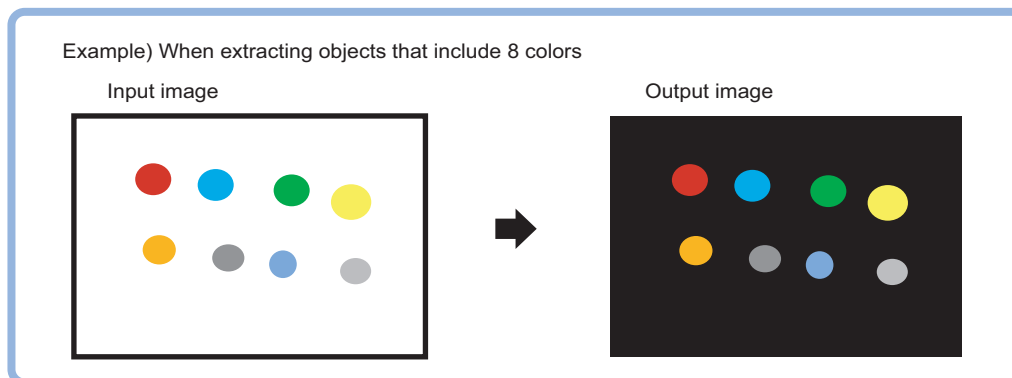 Example) When extracting objects that include 8 colors
Input image
Output image